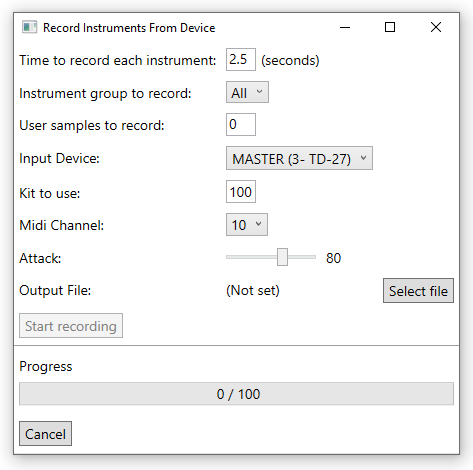 Record Instruments From Device
Time to record each instrument: 2.5 (seconds)
Instrument group to record: All
User samples to record: 0
Input Device: MASTER (3- TD-27)
Kit to use: 100
Midi Channel: 10
Attack: 80
Output File: (Not set) Select file
Start recording
Progress
0 / 100
Cancel